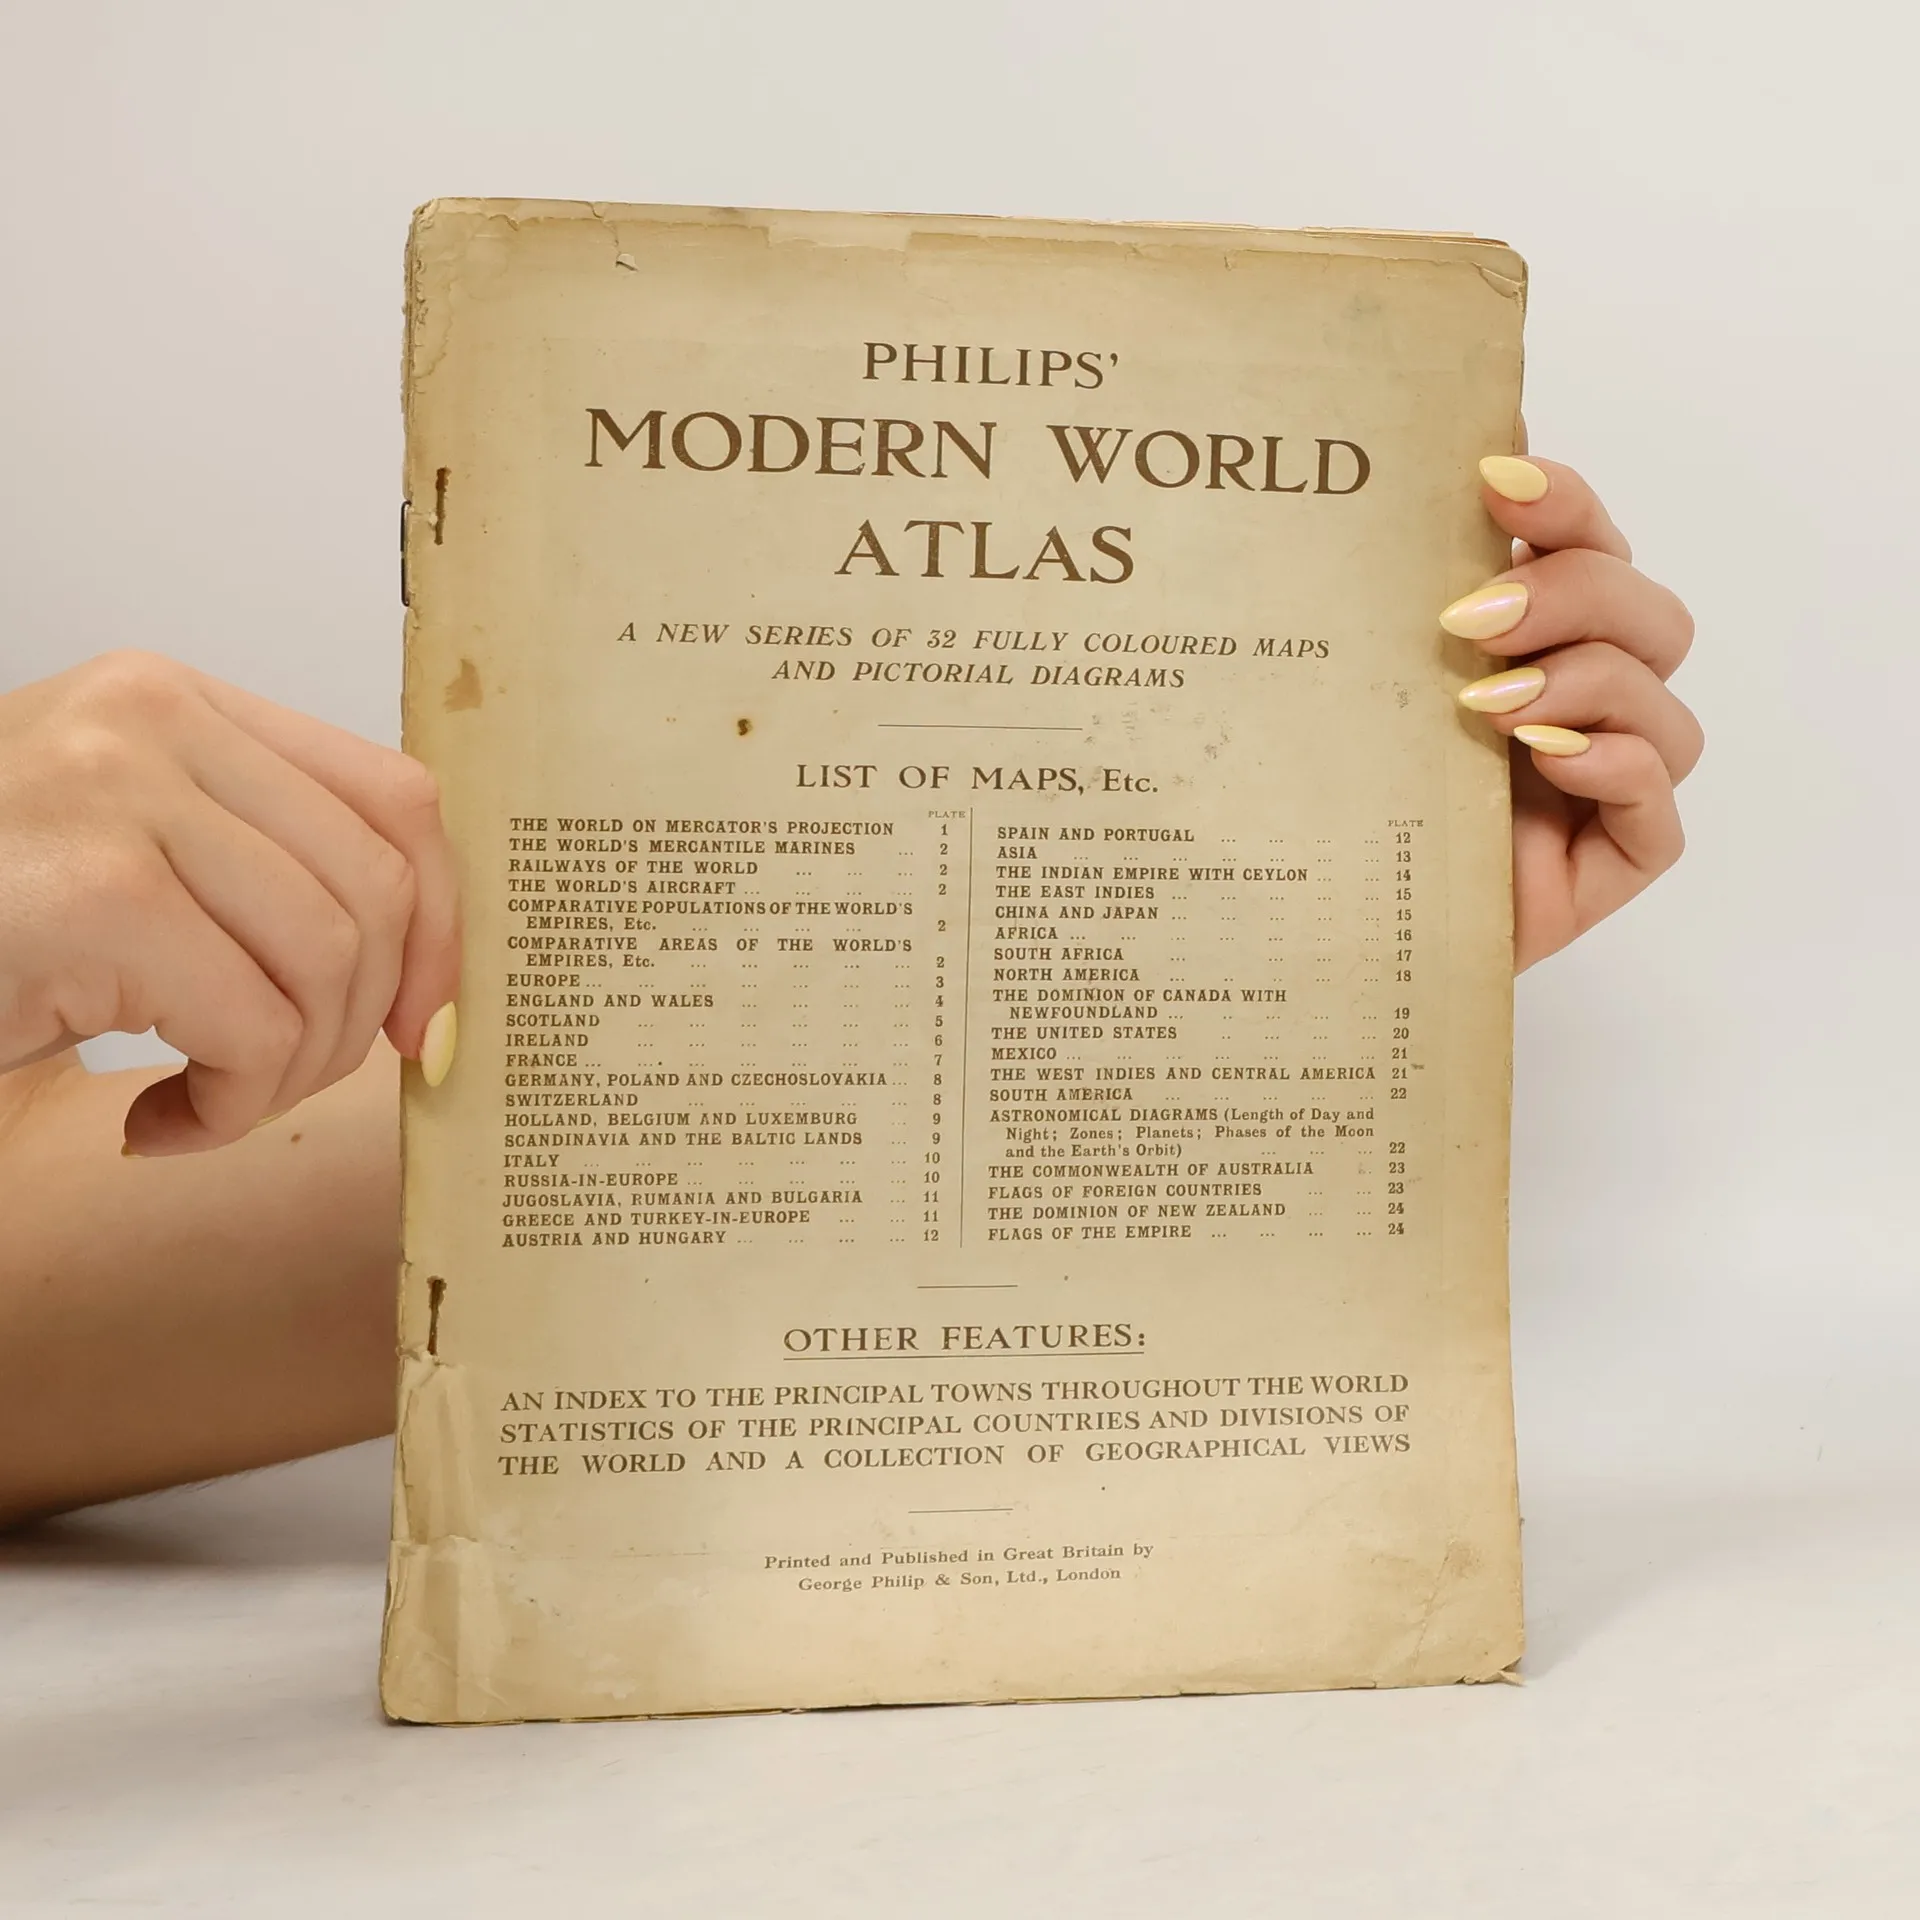 PHILIPS'
MODERN WORLD
ATLAS
A NEW SERIES OF 32 FULLY COLOURED MAPS
AND PICTORIAL DIAGRAMS
LIST OF MAPS, Etc.
PLATE
THE WORLD ON MERCATOR'S PROJECTION 1
THE WORLD'S MERCANTILE MARINES ... 2
RAILWAYS OF THE WORLD ... ... ... 2
THE WORLD'S AIRCRAFT ... ... ... ... 2
COMPARATIVE POPULATIONS OF THE WORLD'S
EMPIRES, Etc. ... ... ... ... 2
COMPARATIVE AREAS OF THE WORLD'S
EMPIRES, Etc. ... ... ... ... ... 2
EUROPE ... ... ... ... ... ... ... 3
ENGLAND AND WALES ... ... ... ... 4
SCOTLAND ... ... ... ... ... ... 5
IRELAND ... ... ... ... ... ... 6
FRANCE ... ... ... ... ... ... ... 7
GERMANY, POLAND AND CZECHOSLOVAKIA ... 8
SWITZERLAND ... ... ... ... ... 8
HOLLAND, BELGIUM AND LUXEMBURG ... 9
SCANDINAVIA AND THE BALTIC LANDS ... 9
ITALY ... ... ... ... ... ... ... 10
RUSSIA-IN-EUROPE ... ... ... ... ... 10
JUGOSLAVIA, RUMANIA AND BULGARIA ... 11
GREECE AND TURKEY-IN-EUROPE ... ... 11
AUSTRIA AND HUNGARY ... ... ... ... 12
PLATE
SPAIN AND PORTUGAL ... ... ... ... 12
ASIA ... ... ... ... ... ... ... 13
THE INDIAN EMPIRE WITH CEYLON ... ... 14
THE EAST INDIES ... ... ... ... ... 15
CHINA AND JAPAN ... ... ... ... ... 15
AFRICA ... ... ... ... ... ... ... 16
SOUTH AFRICA ... ... ... ... 17
NORTH AMERICA ... .. ... ... ... 18
THE DOMINION OF CANADA WITH
NEWFOUNDLAND ... .. ... ... ... 19
THE UNITED STATES .. ... ... ... 20
MEXICO ... ... ... ... ... ... ... 21
THE WEST INDIES AND CENTRAL AMERICA 21
SOUTH AMERICA ... ... ... ... ... 22
ASTRONOMICAL DIAGRAMS (Length of Day and
Night; Zones; Planets; Phases of the Moon
and the Earth's Orbit) ... ... ... 22
THE COMMONWEALTH OF AUSTRALIA .. 23
FLAGS OF FOREIGN COUNTRIES ... ... 23
THE DOMINION OF NEW ZEALAND ... ... 24
FLAGS OF THE EMPIRE ... ... ... ... 24
OTHER FEATURES:
AN INDEX TO THE PRINCIPAL TOWNS THROUGHOUT THE WORLD
STATISTICS OF THE PRINCIPAL COUNTRIES AND DIVISIONS OF
THE WORLD AND A COLLECTION OF GEOGRAPHICAL VIEWS
Printed and Published in Great Britain by
George Philip & Son, Ltd., London